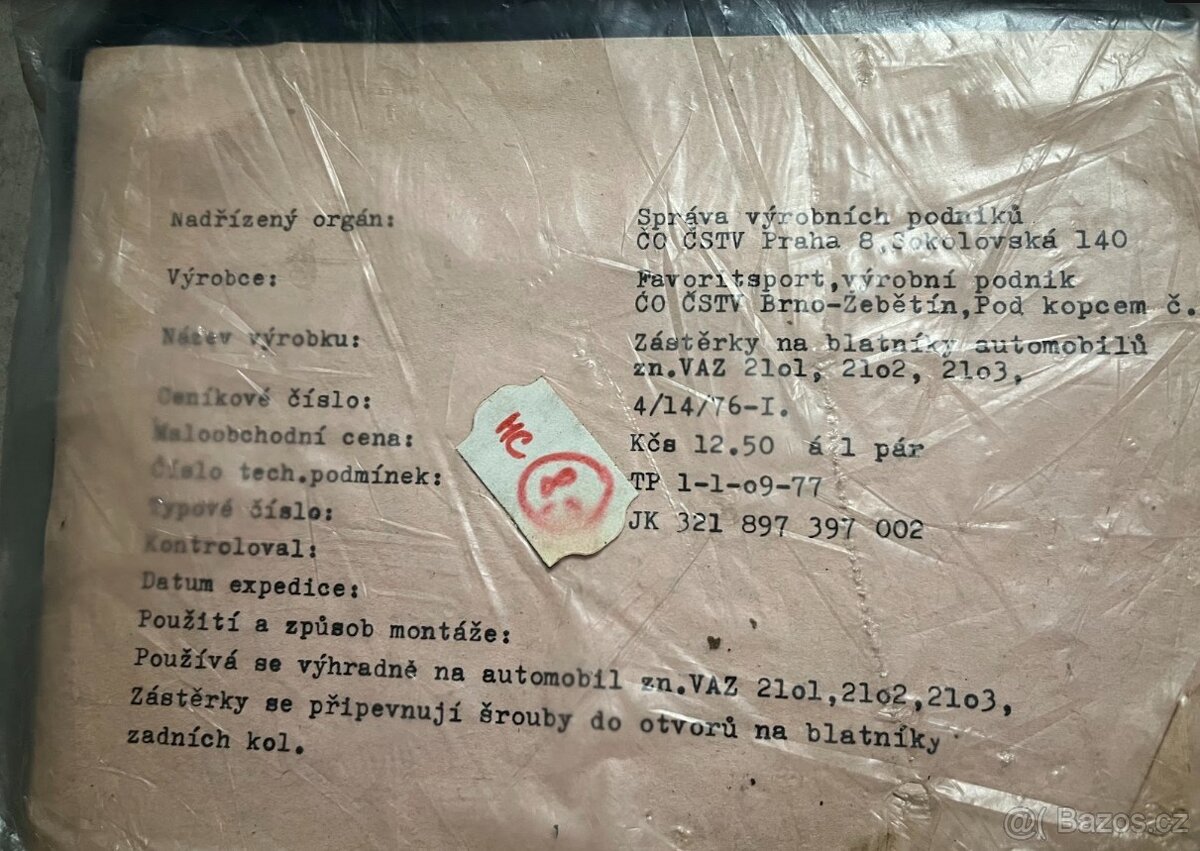 Nadřízený orgán: Správa výrobních podniků
ČO ČSTV Praha 8,Sokolovská 140
Výrobce: Favoritsport,výrobní podnik
ČO ČSTV Brno-Žebětín,Pod kopcem č.
Název výrobku: Zástěrky na blatníky automobilů
zn.VAZ 21o1, 21o2, 21o3,
Ceníkové číslo: 4/14/76-I.
Maloobchodní cena: Kčs 12.50 á 1 pár
Číslo tech.podmínek: TP 1-1-o9-77
Typové číslo: JK 321 897 397 002
Kontroloval:
Datum expedice:
Použití a způsob montáže:
Používá se výhradně na automobil zn.VAZ 21o1,21o2,21o3,
Zástěrky se připevnují šrouby do otvorů na blatníky
zadních kol.
HC
8.-
Bazos.cz